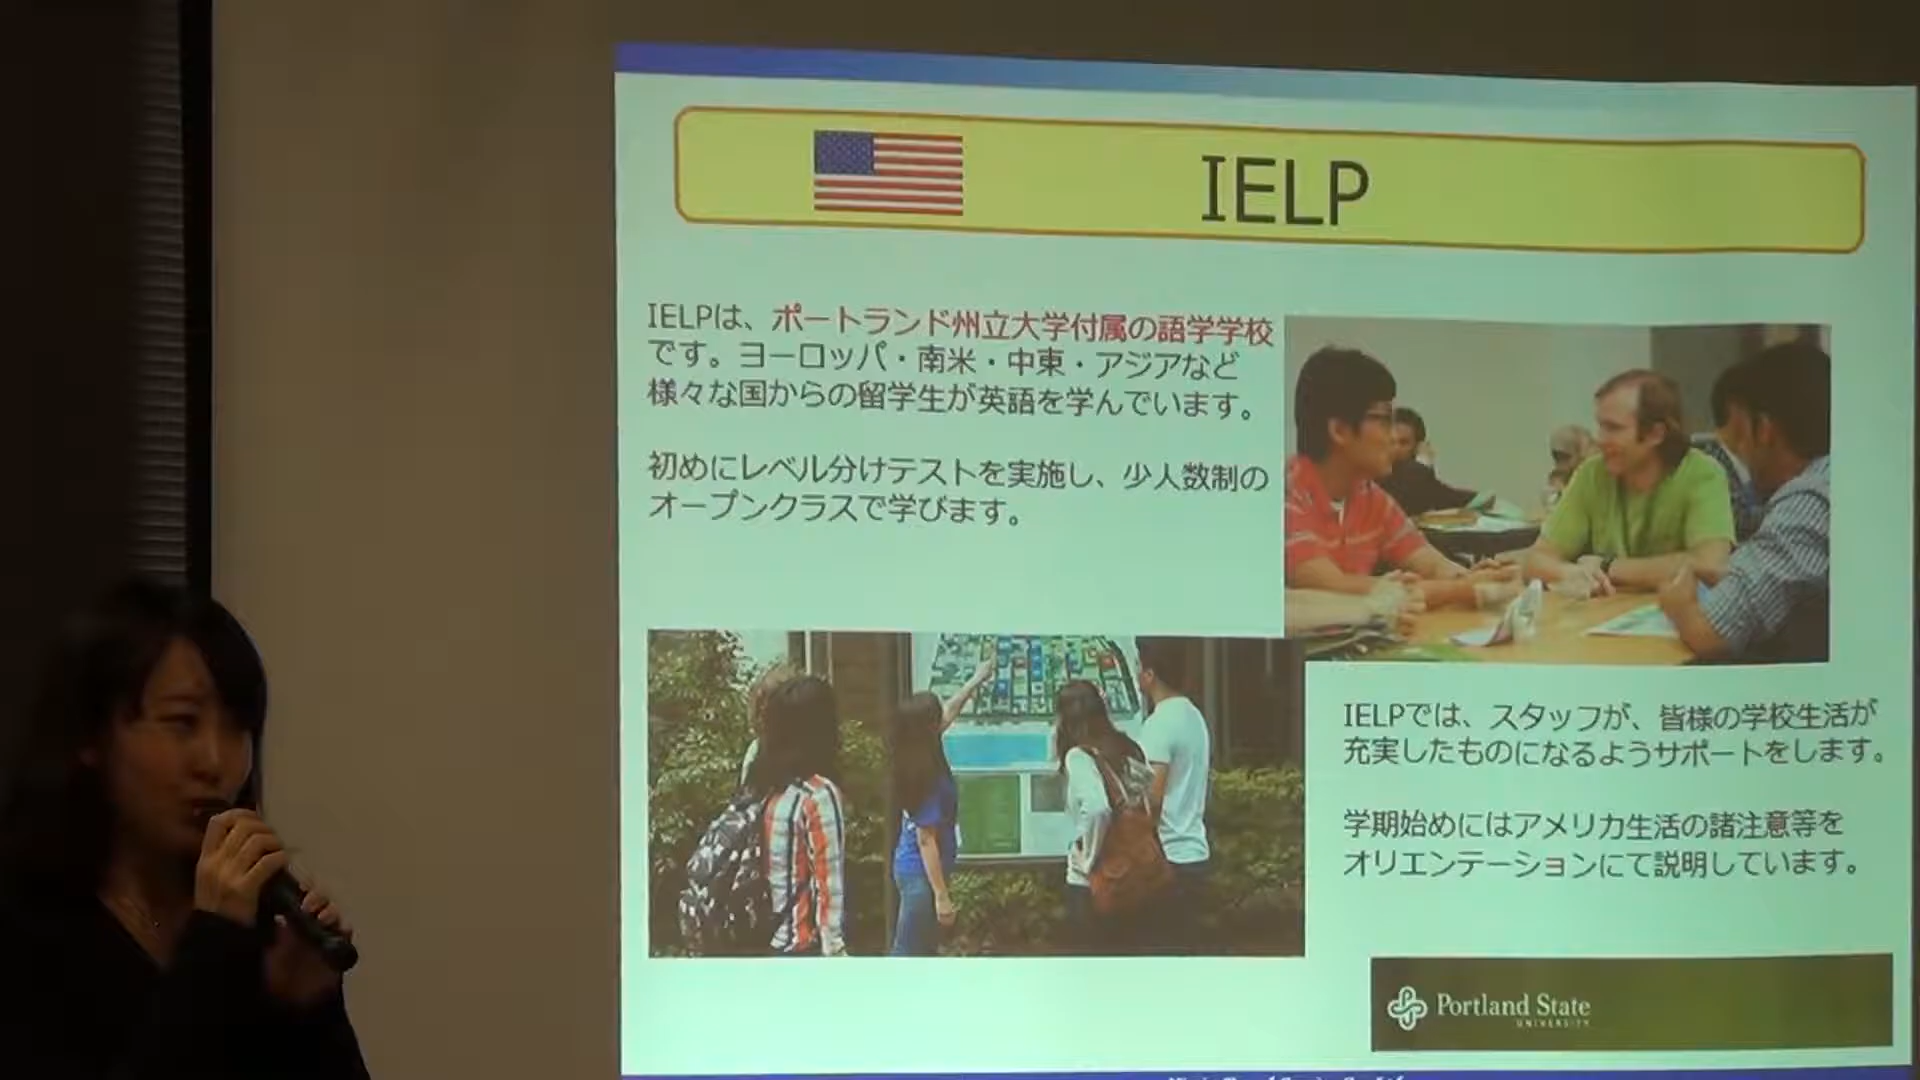 IELP
IELPは、ポートランド州立大学付属の語学学校
です。ヨーロッパ・南米・中東・アジアなど
様々な国からの留学生が英語を学んでいます。
初めにレベル分けテストを実施し、少人数制の
オープンクラスで学びます。
IELPでは、スタッフが、皆様の学校生活が
充実したものになるようサポートをします。
学期始めにはアメリカ生活の諸注意等を
オリエンテーションにて説明しています。
Portland State
UNIVERSITY